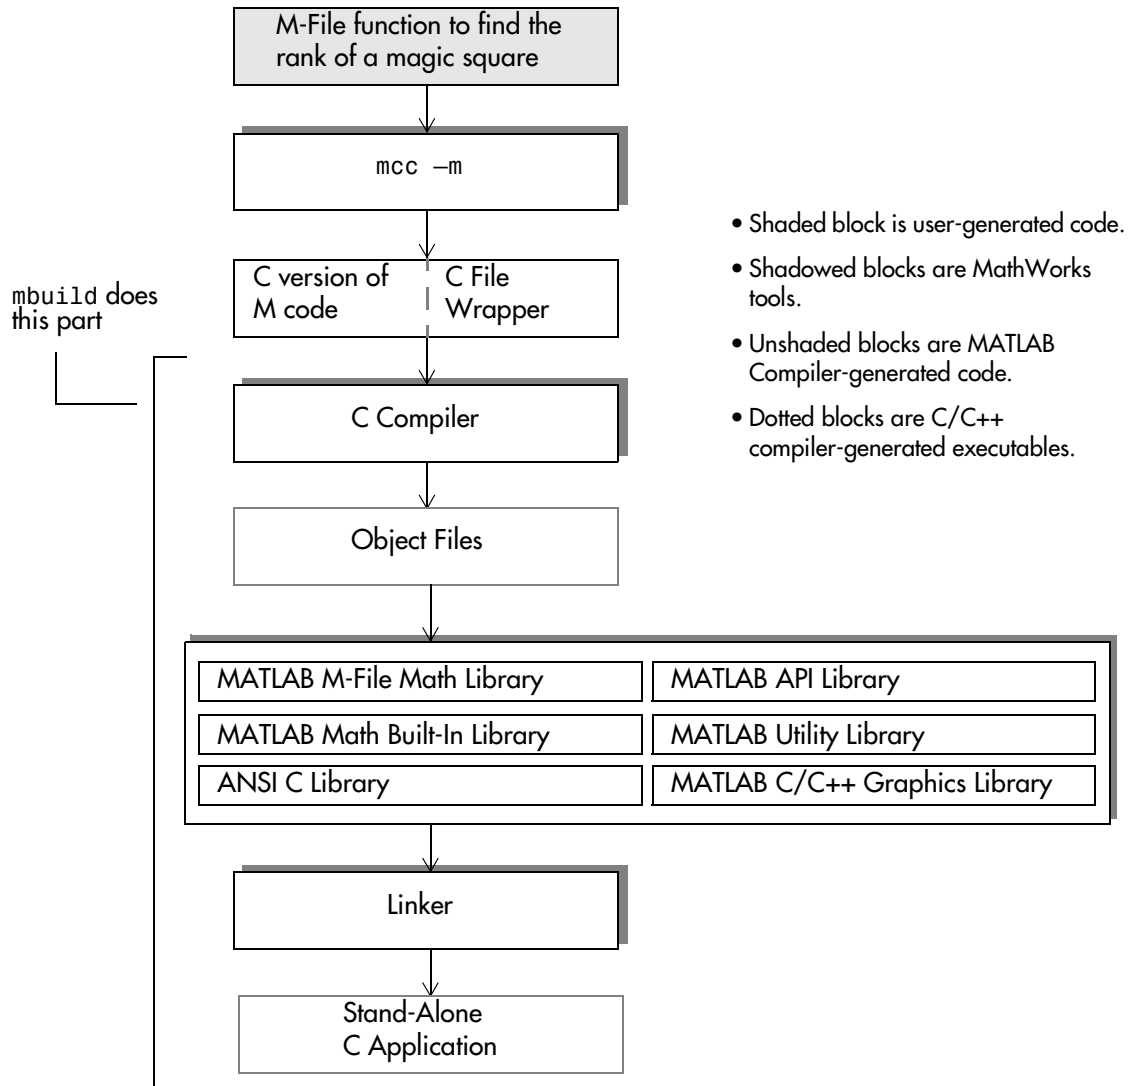 M-File function to find the
rank of a magic square
mcc –m
C version of
M code
C File
Wrapper
mbuild does
this part
C Compiler
Object Files
MATLAB M-File Math Library
MATLAB API Library
MATLAB Math Built-In Library
MATLAB Utility Library
ANSI C Library
MATLAB C/C++ Graphics Library
Linker
Stand-Alone
C Application
• Shaded block is user-generated code.
• Shadowed blocks are MathWorks
tools.
• Unshaded blocks are MATLAB
Compiler-generated code.
• Dotted blocks are C/C++
compiler-generated executables.